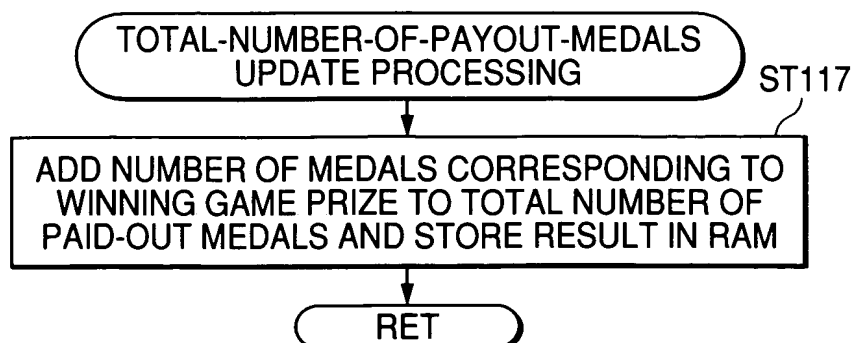 TOTAL-NUMBER-OF-PAYOUT-MEDALS
UPDATE PROCESSING
ST117
ADD NUMBER OF MEDALS CORRESPONDING TO
WINNING GAME PRIZE TO TOTAL NUMBER OF
PAID-OUT MEDALS AND STORE RESULT IN RAM
RET